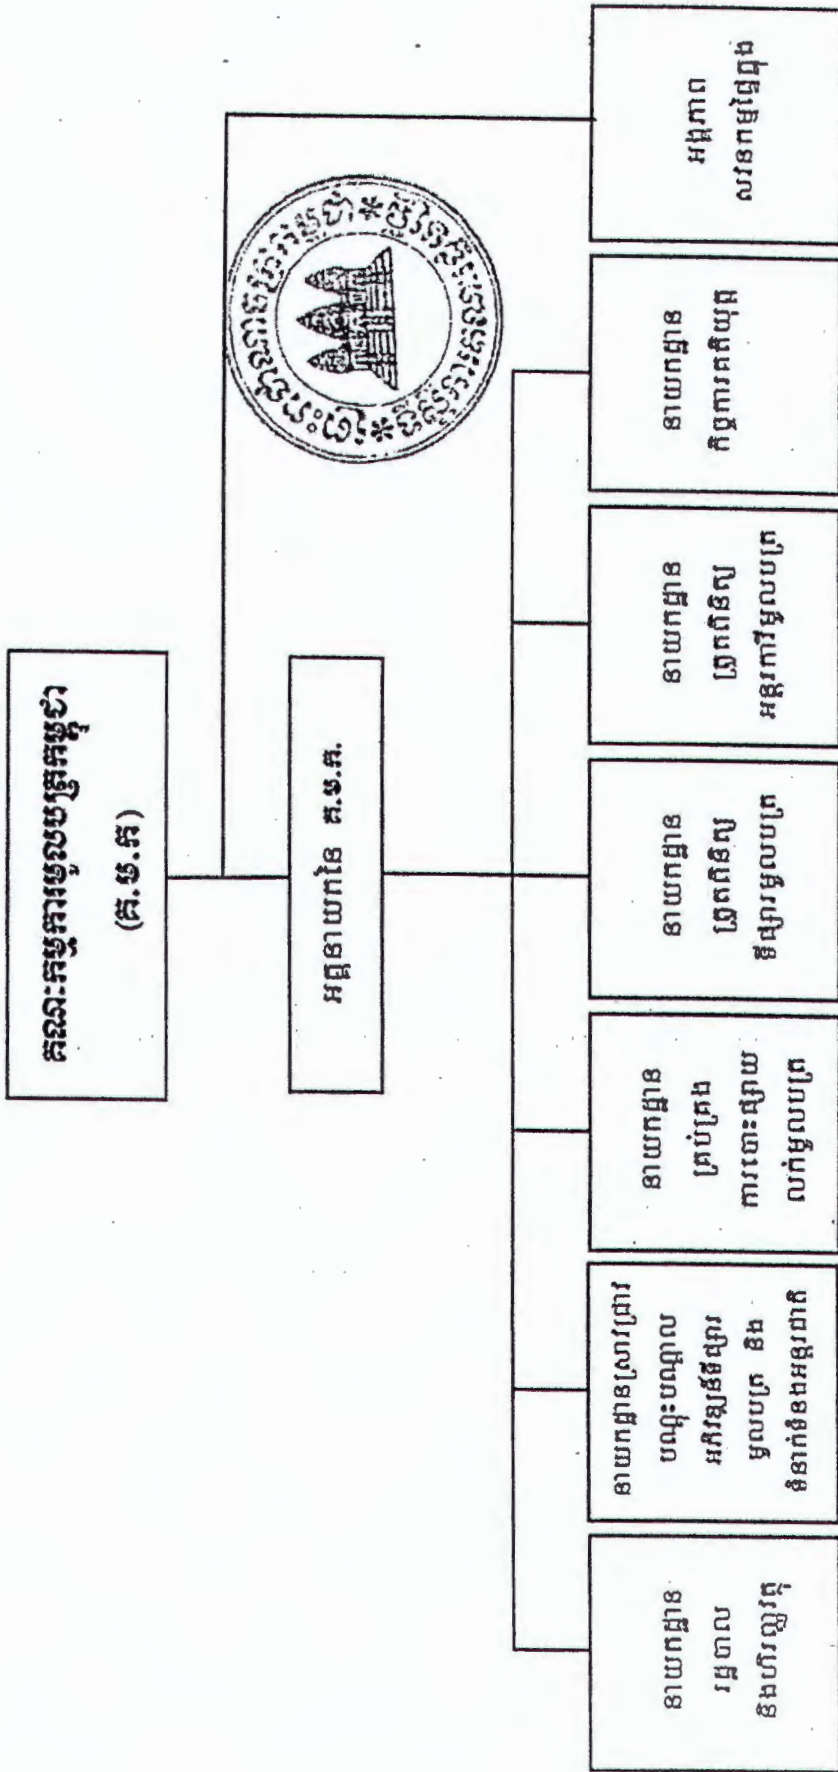 គណៈកម្មការមូលបត្រកម្ពុជា
(គ.ម.ក)
អគ្គនាយកនៃ គ.ម.ក.
នាយកដ្ឋាន
រដ្ឋបាល
និងហិរញ្ញវត្ថុ
នាយកដ្ឋានស្រាវជ្រាវ
បណ្តុះបណ្តាល
អភិវឌ្ឍន៍ទីផ្សារ
មូលបត្រ និង
ទំនាក់ទំនងអន្តរជាតិ
នាយកដ្ឋាន
គ្រប់គ្រង
ការបោះផ្សាយ
លក់មូលបត្រ
នាយកដ្ឋាន
ត្រួតពិនិត្យ
ទីផ្សារមូលបត្រ
នាយកដ្ឋាន
ត្រួតពិនិត្យ
អន្តរការីមូលបត្រ
នាយកដ្ឋាន
កិច្ចការគតិយុត្ត
អង្គភាព
សវនកម្មផ្ទៃក្នុង